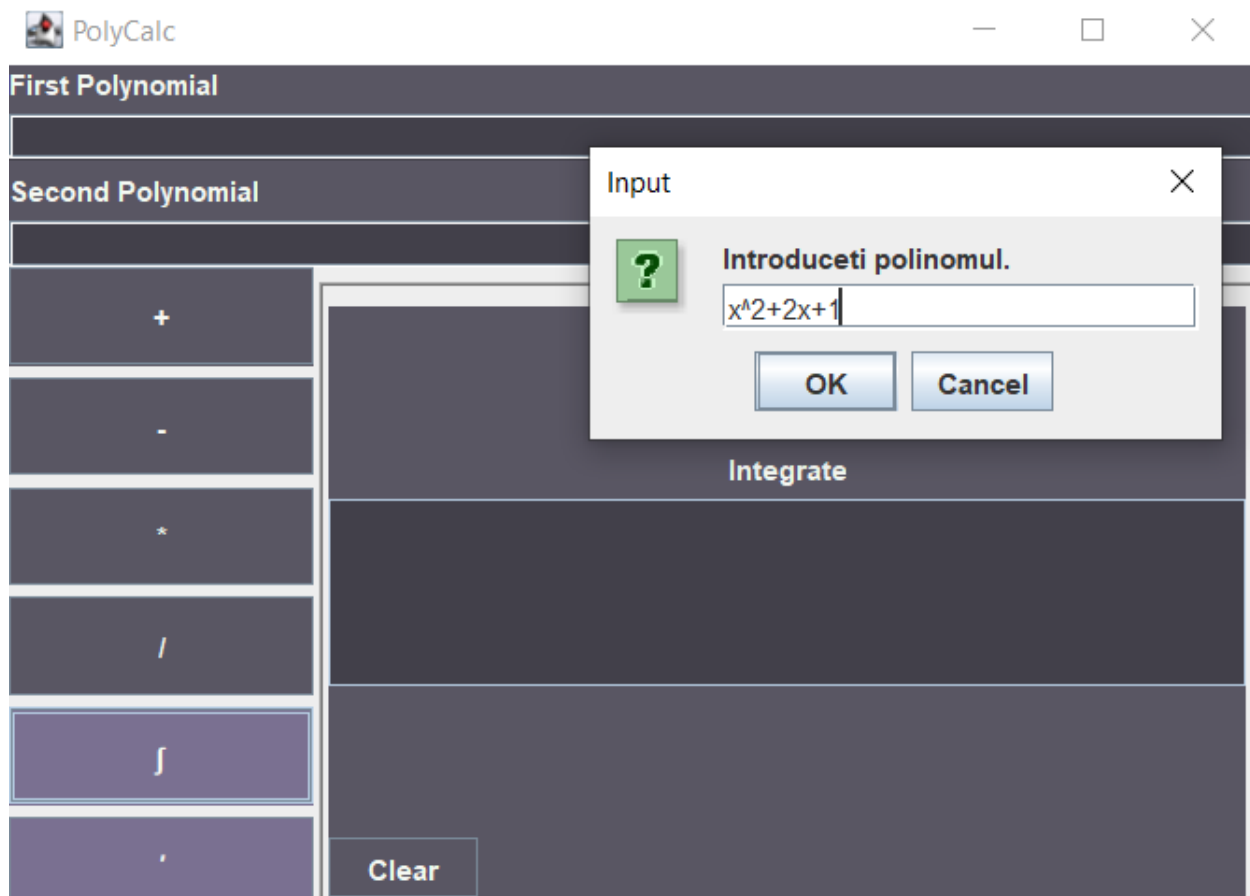 PolyCalc
First Polynomial
Second Polynomial
Input
Introduceti polinomul.
x^2+2x+1
OK
Cancel
+
-
*
/
∫
'
Integrate
Clear